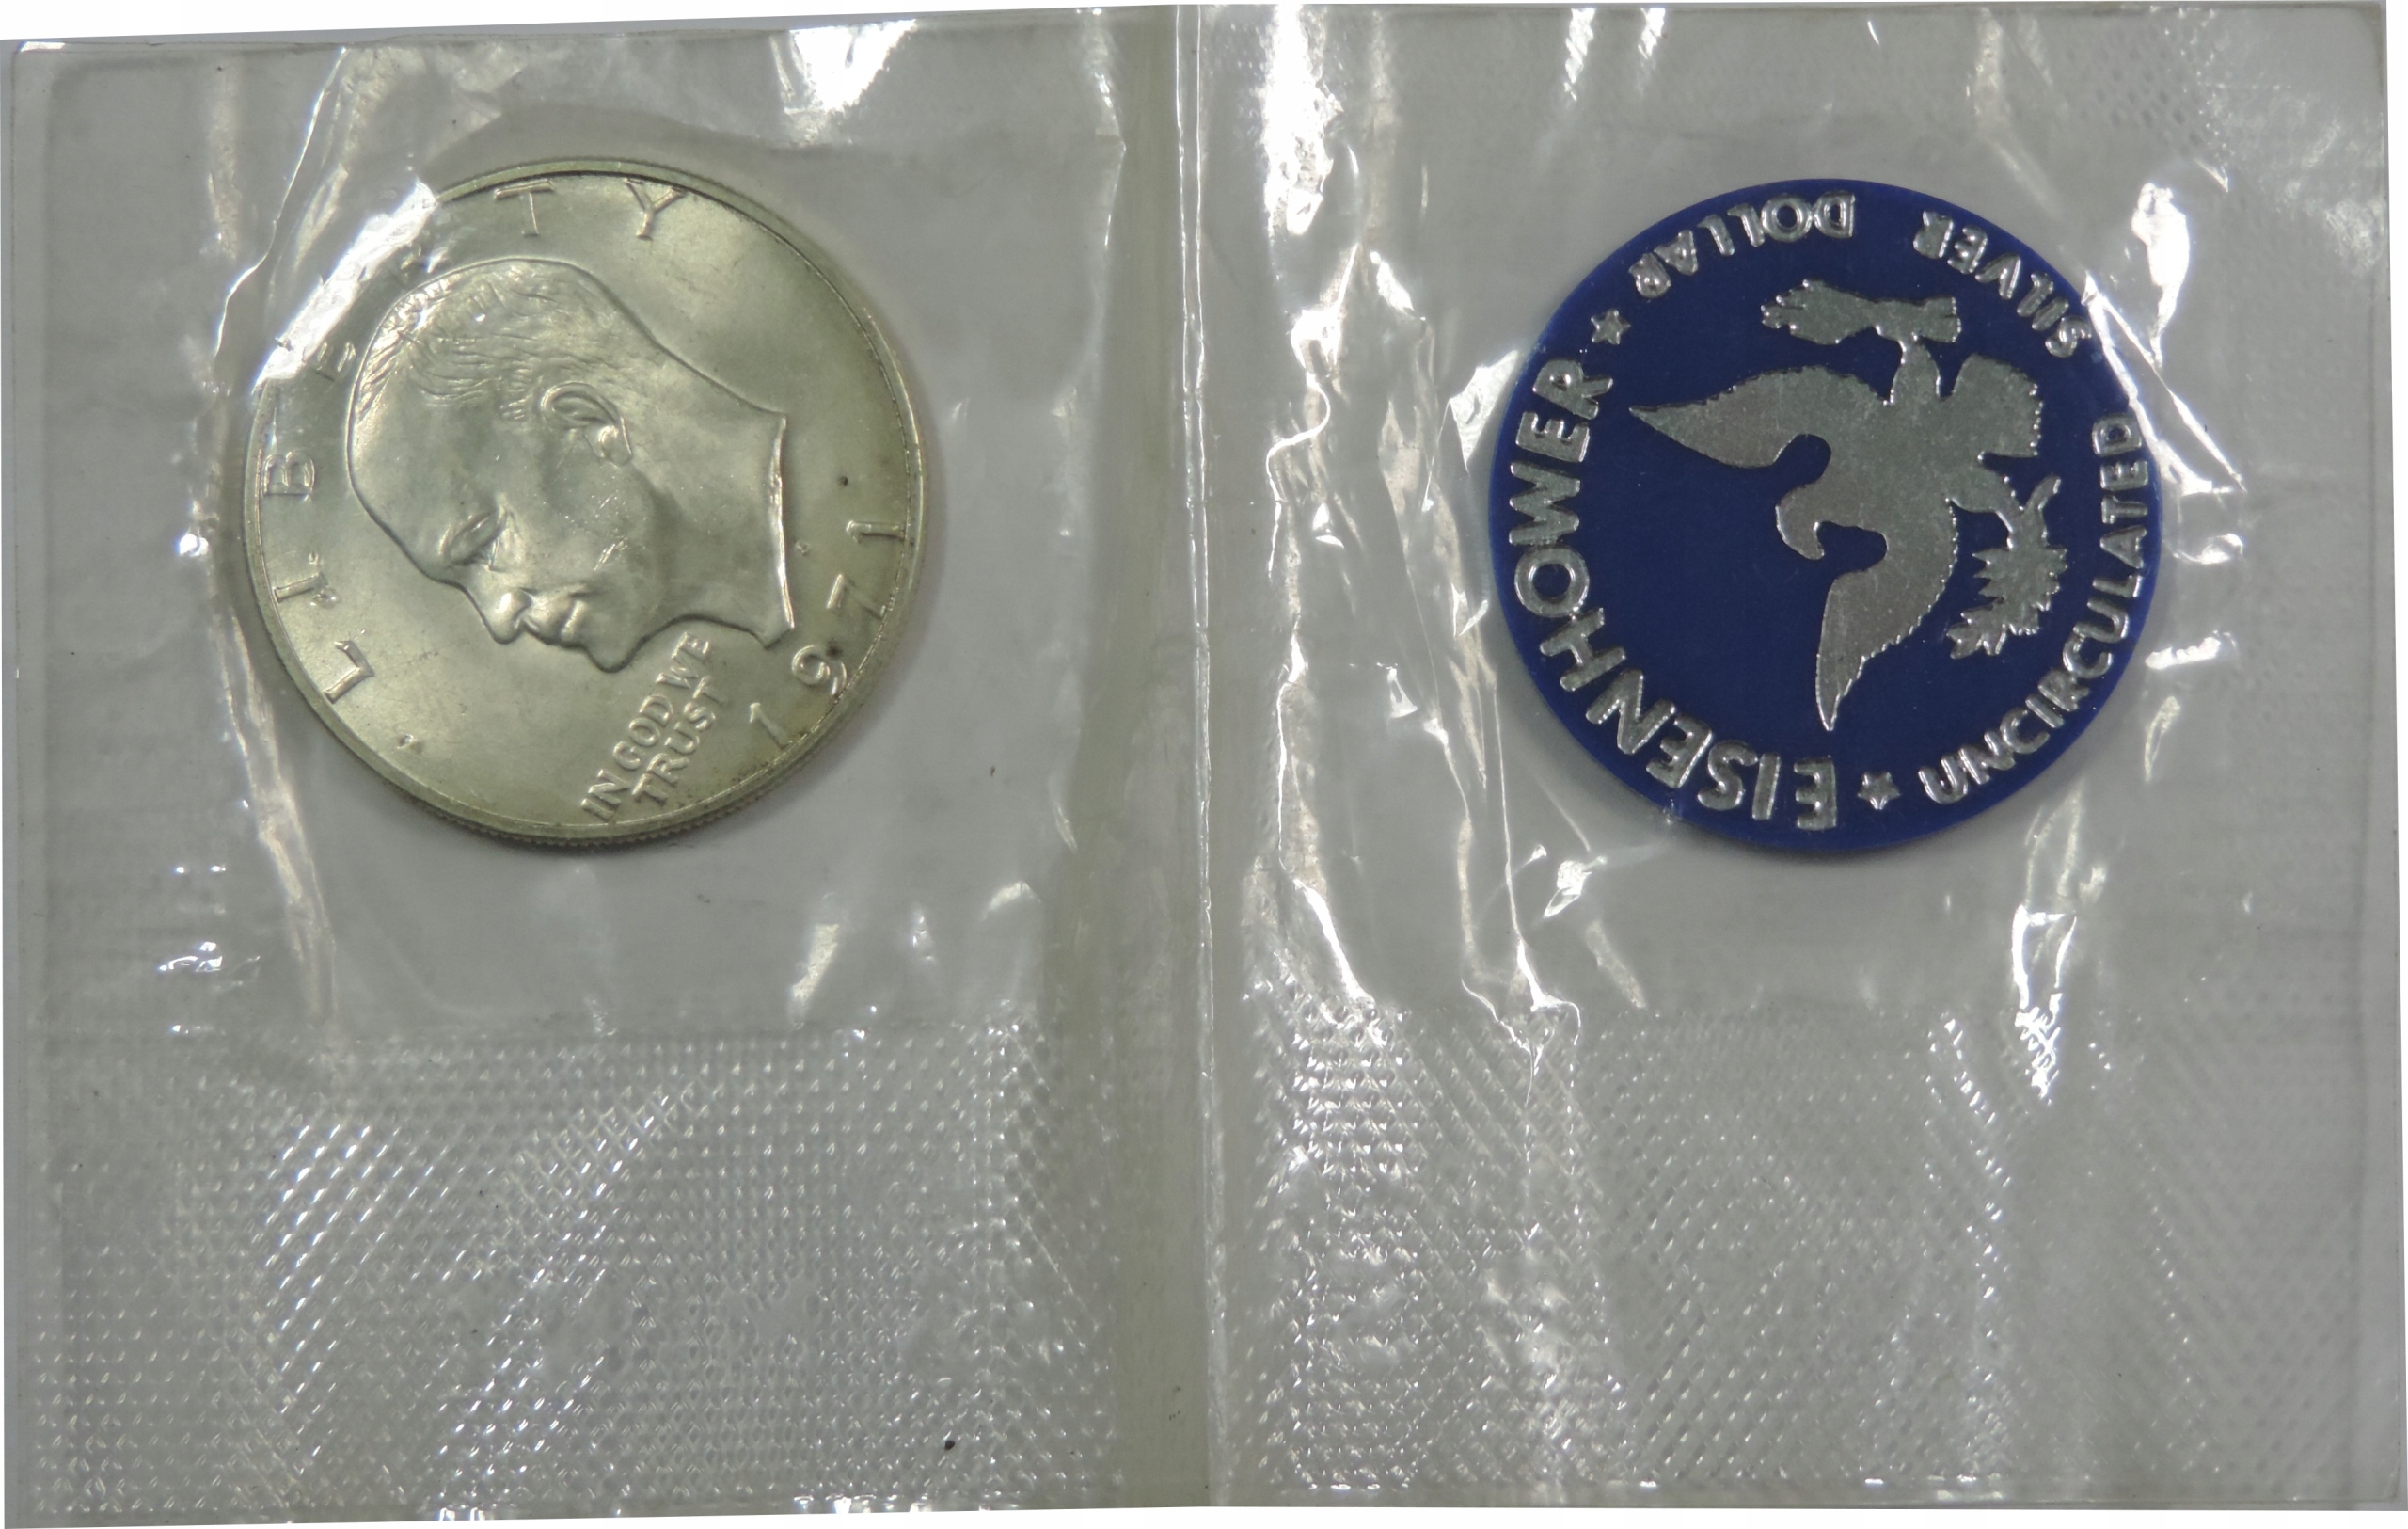 LIBERTY
IN GOD WE
TRUST
1971
EISENHOWER ★ DOLLAR SILVER
UNCIRCULATED ★